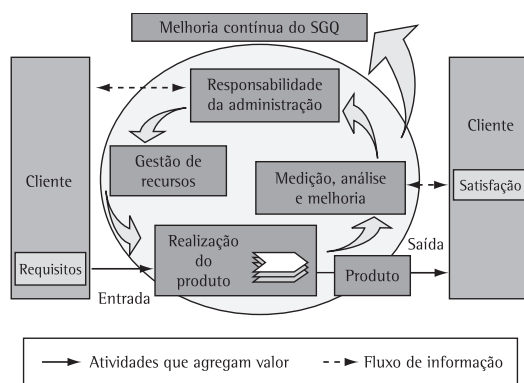 Melhoria contínua do SGQ
Responsabilidade
da administração
Cliente
Cliente
Gestão de
recursos
Medição, análise
e melhoria
Satisfação
Realização
do
produto
Saída
Requisitos
Produto
Entrada
Atividades que agregam valor
Fluxo de informação